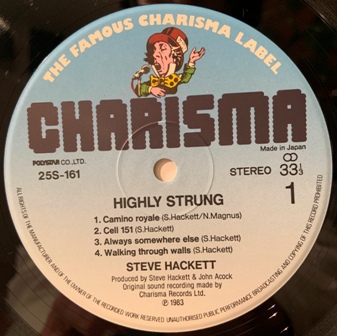 THE FAMOUS CHARISMA LABEL
CHARISMA
Made in Japan
POLYSTAR CO.,LTD.
25S-161
STEREO 33 1/3
1
HIGHLY STRUNG
1. Camino royale (S.Hackett/N.Magnus)
2. Cell 151 (S.Hackett)
3. Always somewhere else (S.Hackett)
4. Walking through walls (S.Hackett)
STEVE HACKETT
Produced by Steve Hackett & John Acock
Original sound recording made by
Charisma Records Ltd.
℗ 1983
ALL RIGHTS OF THE MANUFACTURER AND OF THE OWNER OF THE RECORDED WORK RESERVED UNAUTHORISED PUBLIC PERFORMANCE BROADCASTING AND COPYING OF THIS RECORD PROHIBITED